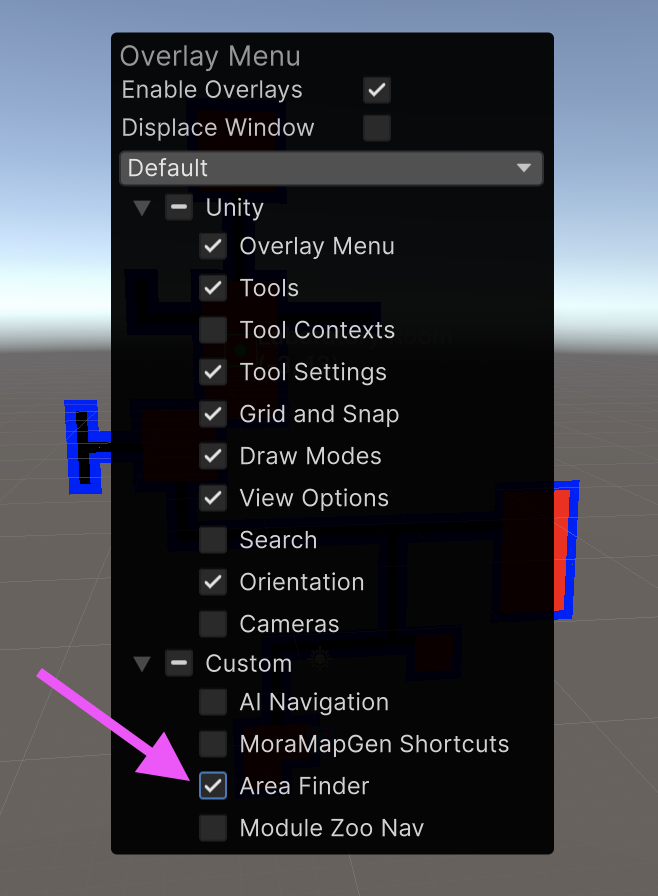 Overlay Menu
Enable Overlays
Displace Window
Default
Unity
Overlay Menu
Tools
Tool Contexts
Tool Settings
Grid and Snap
Draw Modes
View Options
Search
Orientation
Cameras
Custom
AI Navigation
MoraMapGen Shortcuts
Area Finder
Module Zoo Nav